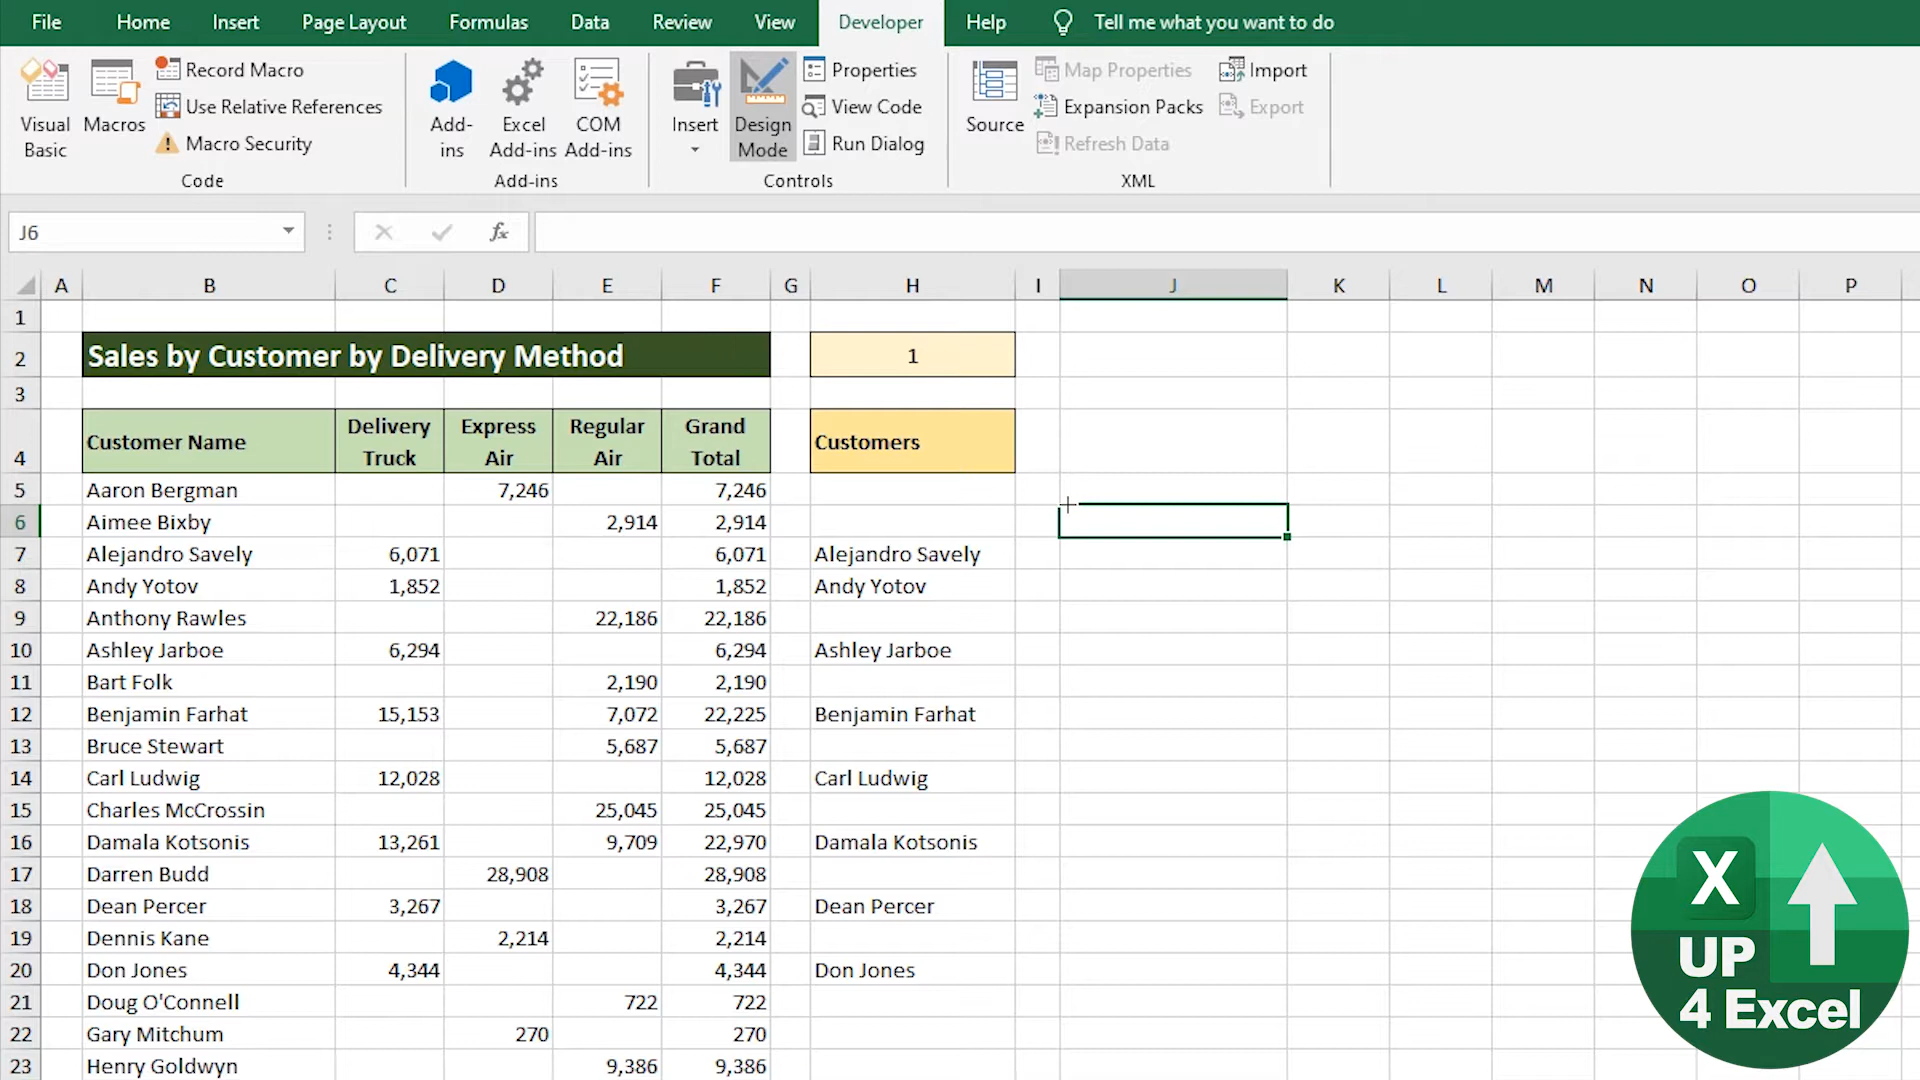 File Home Insert Page Layout Formulas Data Review View Developer Help Tell me what you want to do
Visual Basic
Macros
Record Macro
Use Relative References
Macro Security
Code
Add-ins
Excel Add-ins
COM Add-ins
Add-ins
Insert
Design Mode
Properties
View Code
Run Dialog
Controls
Source
Map Properties
Expansion Packs
Refresh Data
Import
Export
XML
J6 fx
A B C D E F G H I J K L M N O P
1
2 Sales by Customer by Delivery Method 1
3
4 Customer Name Delivery Truck Express Air Regular Air Grand Total Customers
5 Aaron Bergman 7,246 7,246
6 Aimee Bixby 2,914 2,914
7 Alejandro Savely 6,071 6,071 Alejandro Savely
8 Andy Yotov 1,852 1,852 Andy Yotov
9 Anthony Rawles 22,186 22,186
10 Ashley Jarboe 6,294 6,294 Ashley Jarboe
11 Bart Folk 2,190 2,190
12 Benjamin Farhat 15,153 7,072 22,225 Benjamin Farhat
13 Bruce Stewart 5,687 5,687
14 Carl Ludwig 12,028 12,028 Carl Ludwig
15 Charles McCrossin 25,045 25,045
16 Damala Kotsonis 13,261 9,709 22,970 Damala Kotsonis
17 Darren Budd 28,908 28,908
18 Dean Percer 3,267 3,267 Dean Percer
19 Dennis Kane 2,214 2,214
20 Don Jones 4,344 4,344 Don Jones
21 Doug O'Connell 722 722
22 Gary Mitchum 270 270
23 Henry Goldwyn 9,386 9,386
X
UP
4 Excel